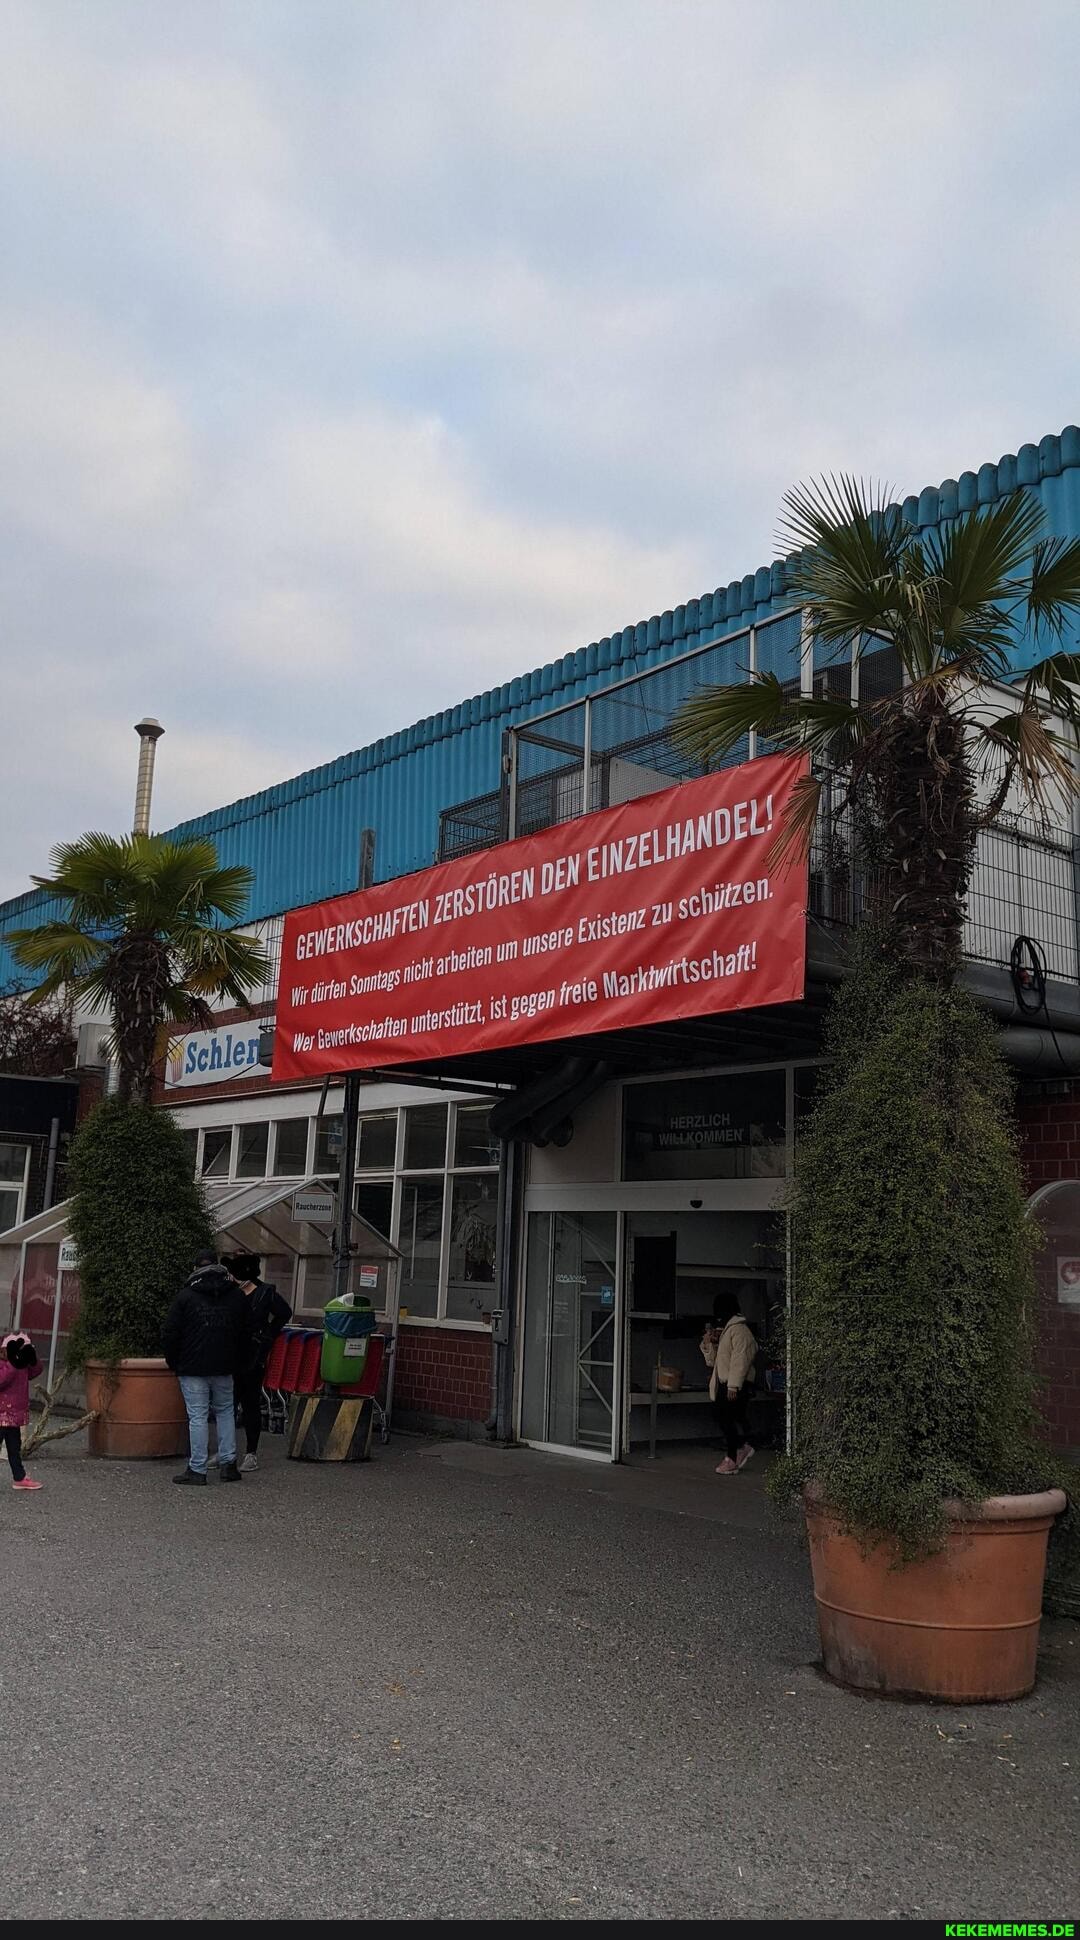 GEWERKSCHAFTEN ZERSTÖREN DEN EINZELHANDEL!
Wir dürfen Sonntags nicht arbeiten um unsere Existenz zu schützen.
Wer Gewerkschaften unterstützt, ist gegen freie Marktwirtschaft!
Schlem
HERZLICH
WILLKOMMEN
Raucherzone
KEKEMEMES.DE